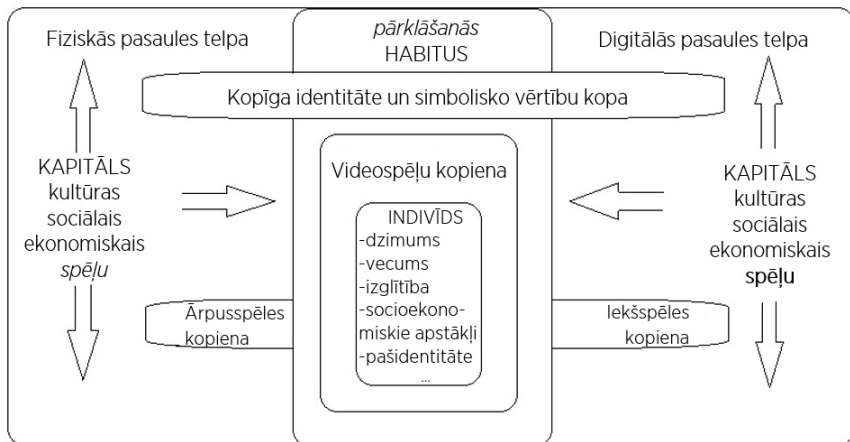 Fiziskās pasaules telpa
pārklāšanās
HABITUS
Digitālās pasaules telpa
Kopīga identitāte un simbolisko vērtību kopa
KAPITĀLS
kultūras
sociālais
ekonomiskais
spēļu
Videospēļu kopiena
INDIVĪDS
-dzimums
-vecums
-izglītība
-socioekono-
miskie apstākļi
-pašidentitāte
...
KAPITĀLS
kultūras
sociālais
ekonomiskais
spēļu
Ārpusspēles
kopiena
Iekšspēles
kopiena